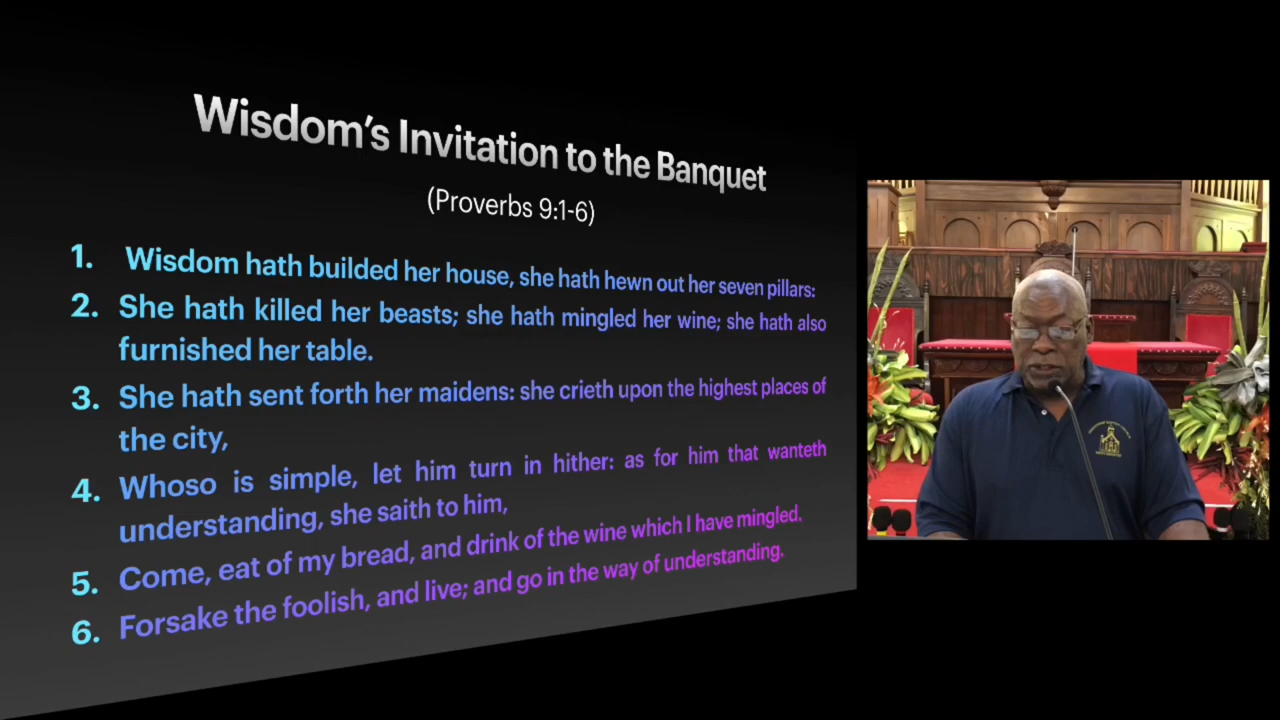 Wisdom’s Invitation to the Banquet
(Proverbs 9:1-6)
1. Wisdom hath builded her house, she hath hewn out her seven pillars:
2. She hath killed her beasts; she hath mingled her wine; she hath also
furnished her table.
3. She hath sent forth her maidens: she crieth upon the highest places of
the city,
4. Whoso is simple, let him turn in hither: as for him that wanteth
understanding, she saith to him,
5. Come, eat of my bread, and drink of the wine which I have mingled.
6. Forsake the foolish, and live; and go in the way of understanding.